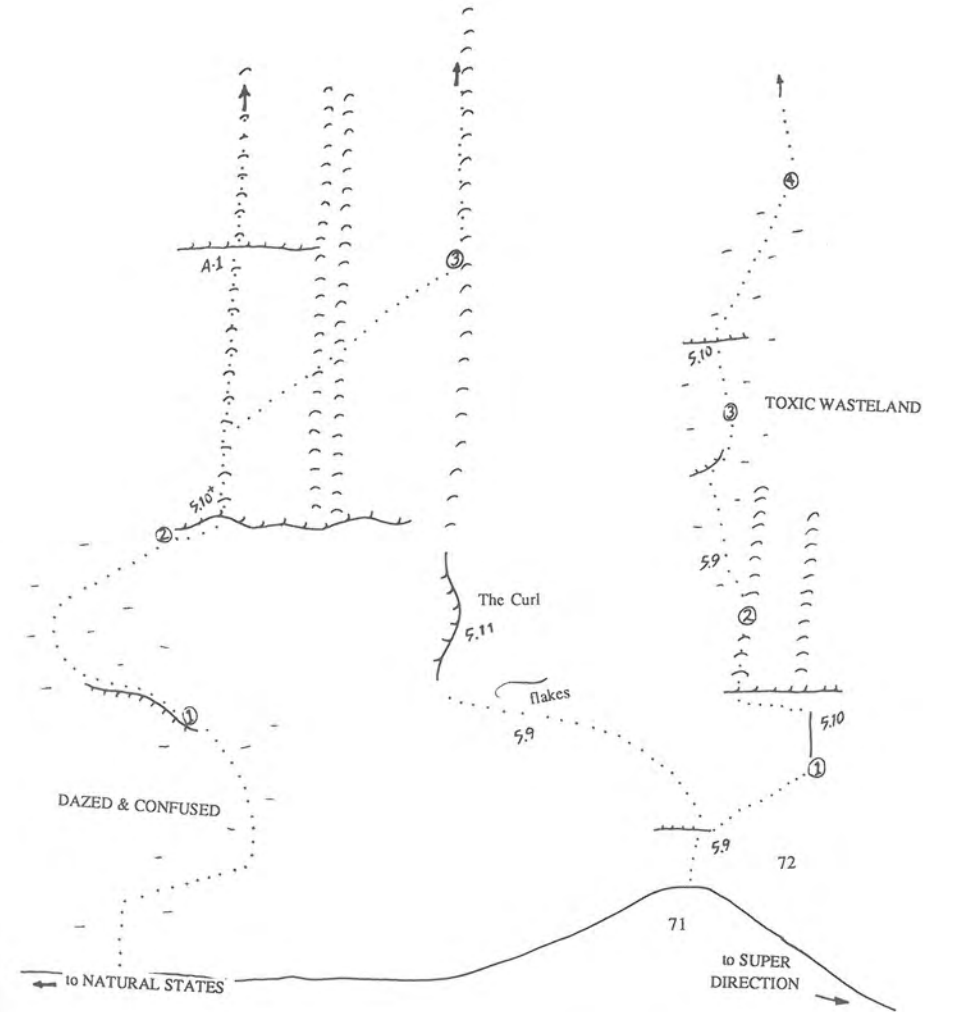 4
3
A-1
5.10
3
TOXIC WASTELAND
5.10+
2
5.9
The Curl
5.11
2
flakes
5.9
1
5.10
1
DAZED & CONFUSED
5.9
72
71
to SUPER
DIRECTION
to NATURAL STATES